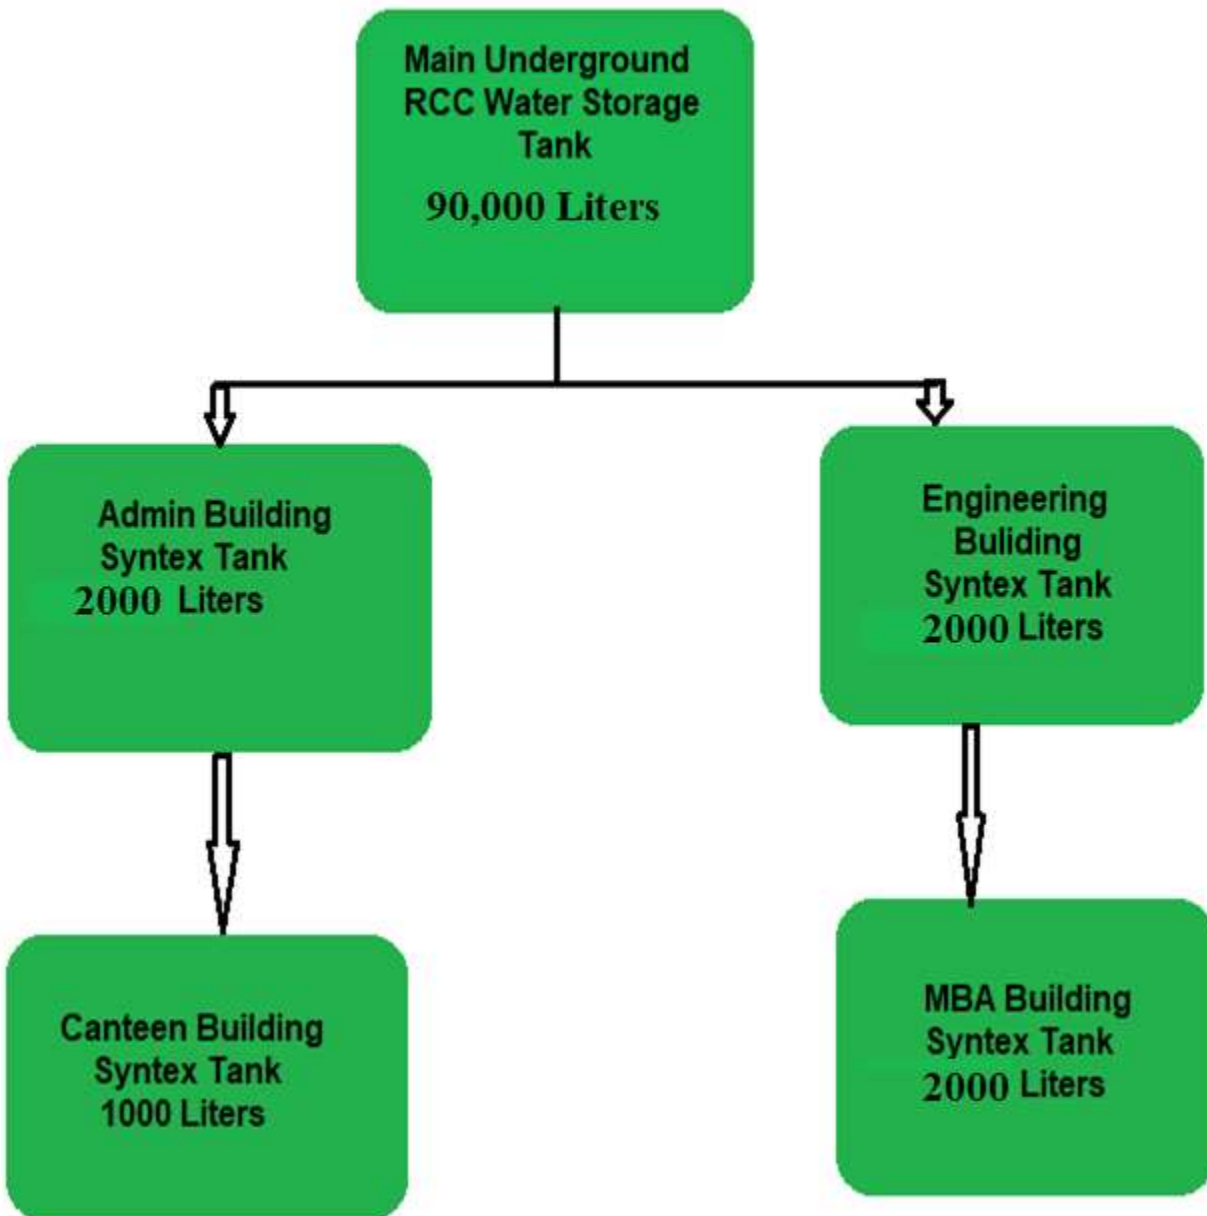 Main Underground
RCC Water Storage
Tank
90,000 Liters
Admin Building
Syntex Tank
2000 Liters
Engineering
Buliding
Syntex Tank
2000 Liters
Canteen Building
Syntex Tank
1000 Liters
MBA Building
Syntex Tank
2000 Liters